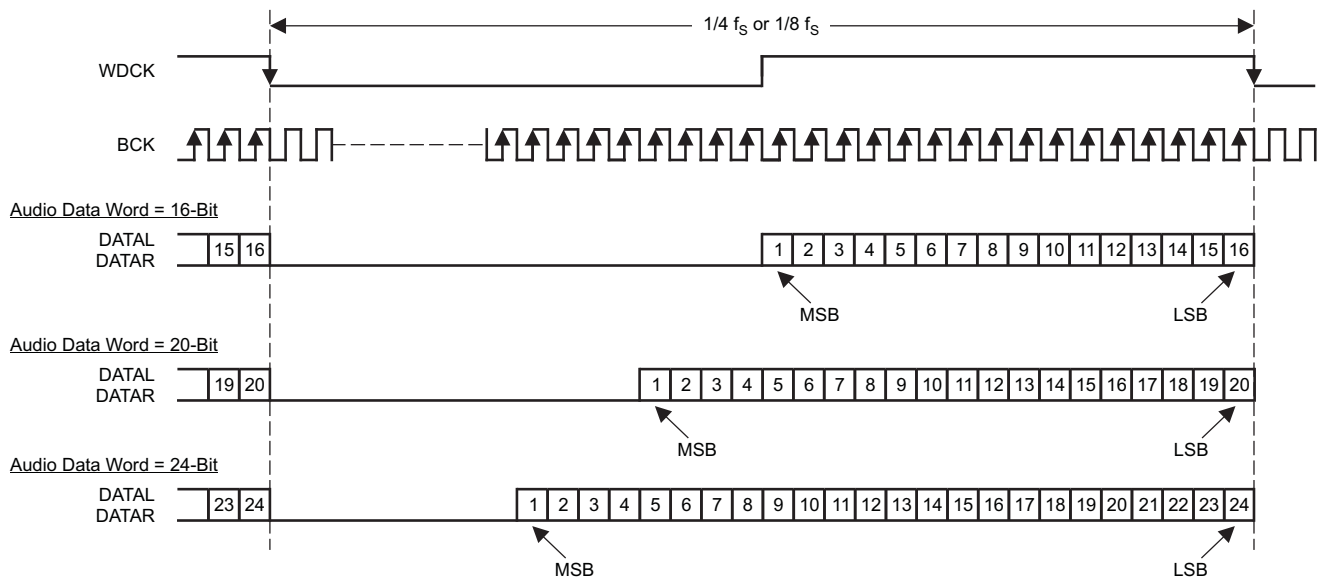 1/4 fS or 1/8 fS
WDCK
BCK
Audio Data Word = 16-Bit
DATAL
DATAR
15 16 1 2 3 4 5 6 7 8 9 10 11 12 13 14 15 16
MSB LSB
Audio Data Word = 20-Bit
DATAL
DATAR
19 20 1 2 3 4 5 6 7 8 9 10 11 12 13 14 15 16 17 18 19 20
MSB LSB
Audio Data Word = 24-Bit
DATAL
DATAR
23 24 1 2 3 4 5 6 7 8 9 10 11 12 13 14 15 16 17 18 19 20 21 22 23 24
MSB LSB